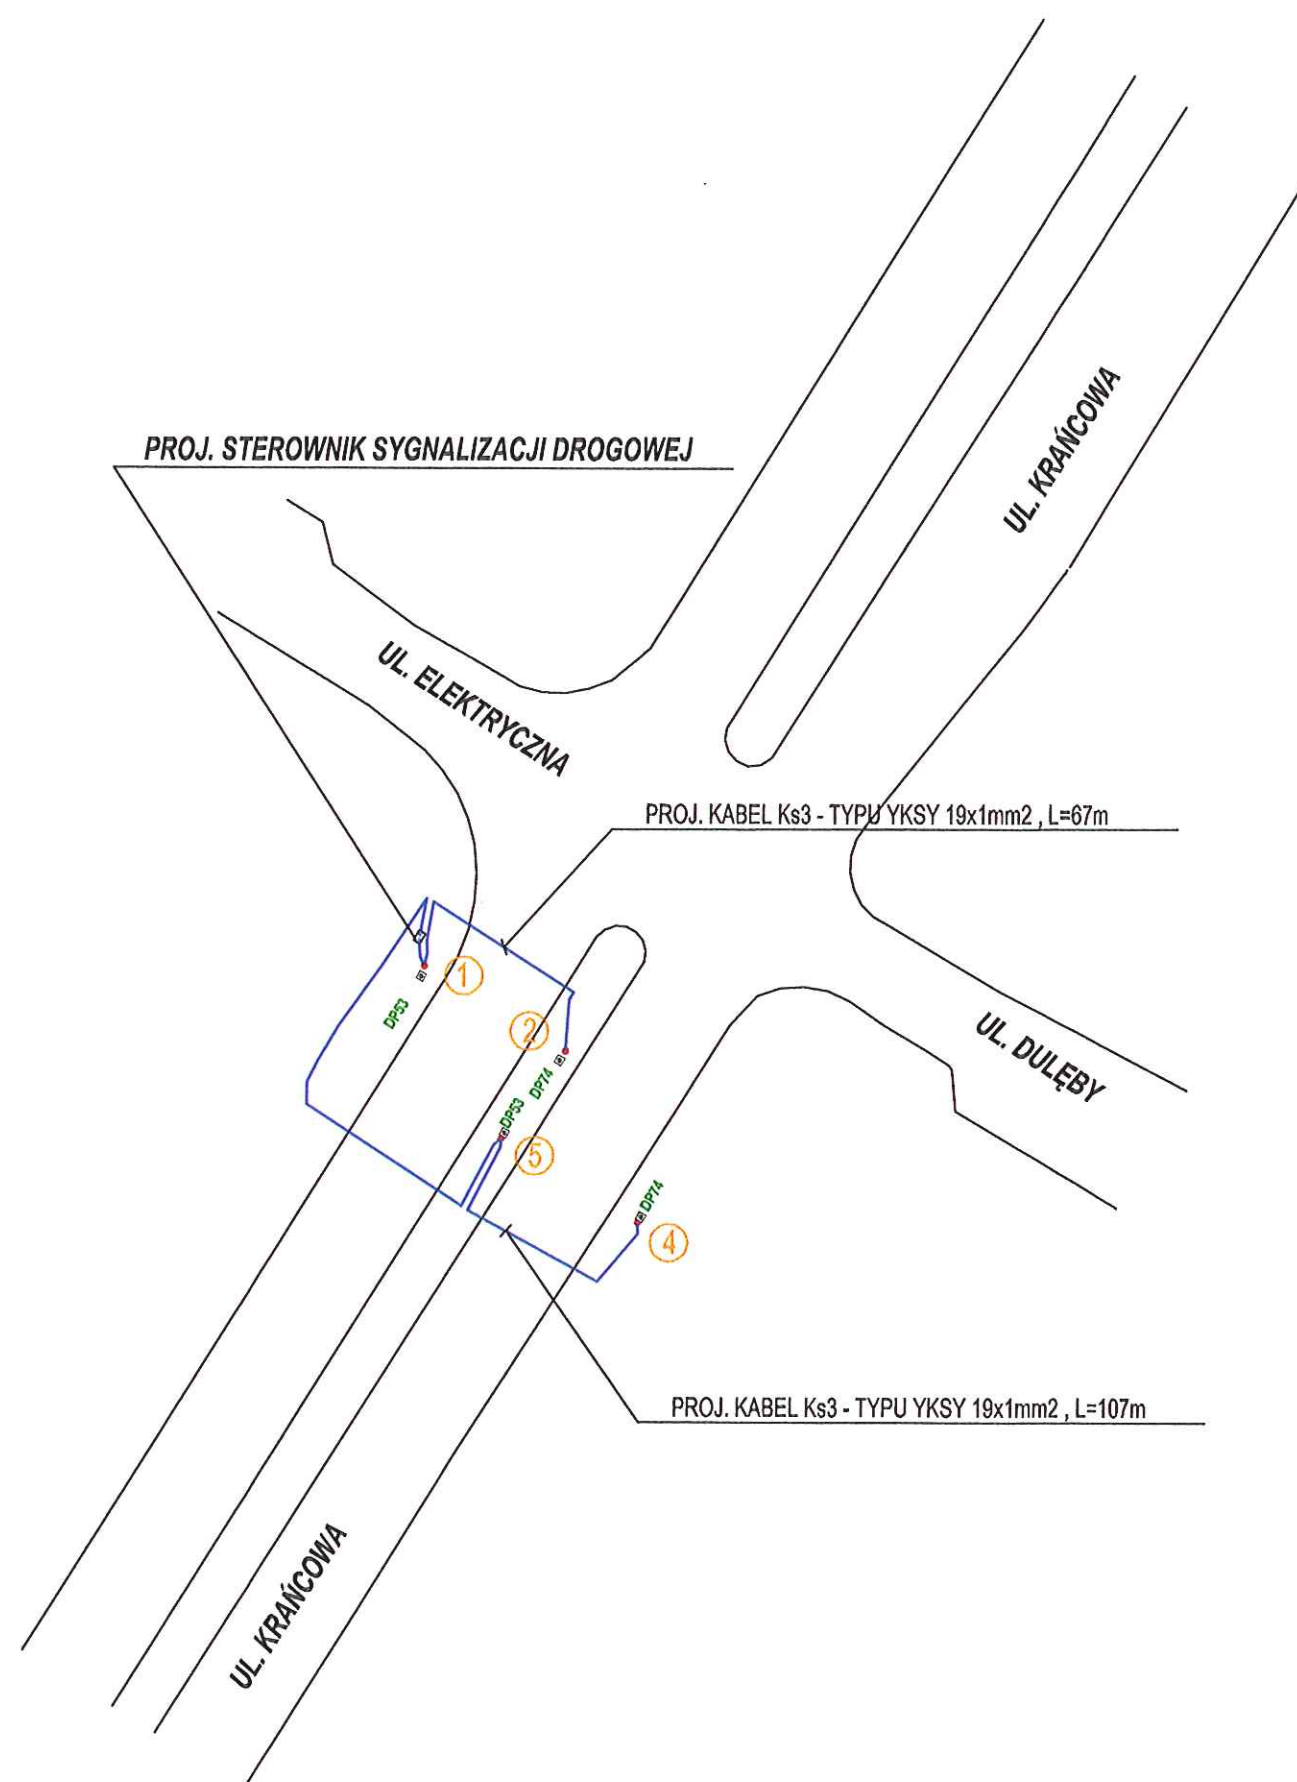 UL. KRAŃCOWA
PROJ. STEROWNIK SYGNALIZACJI DROGOWEJ
UL. ELEKTRYCZNA
PROJ. KABEL Ks3 - TYPU YKSY 19x1mm2 , L=67m
1
DP53
2
DP74
UL. DULĘBY
DP53
5
DP74
4
PROJ. KABEL Ks3 - TYPU YKSY 19x1mm2 , L=107m
UL. KRAŃCOWA